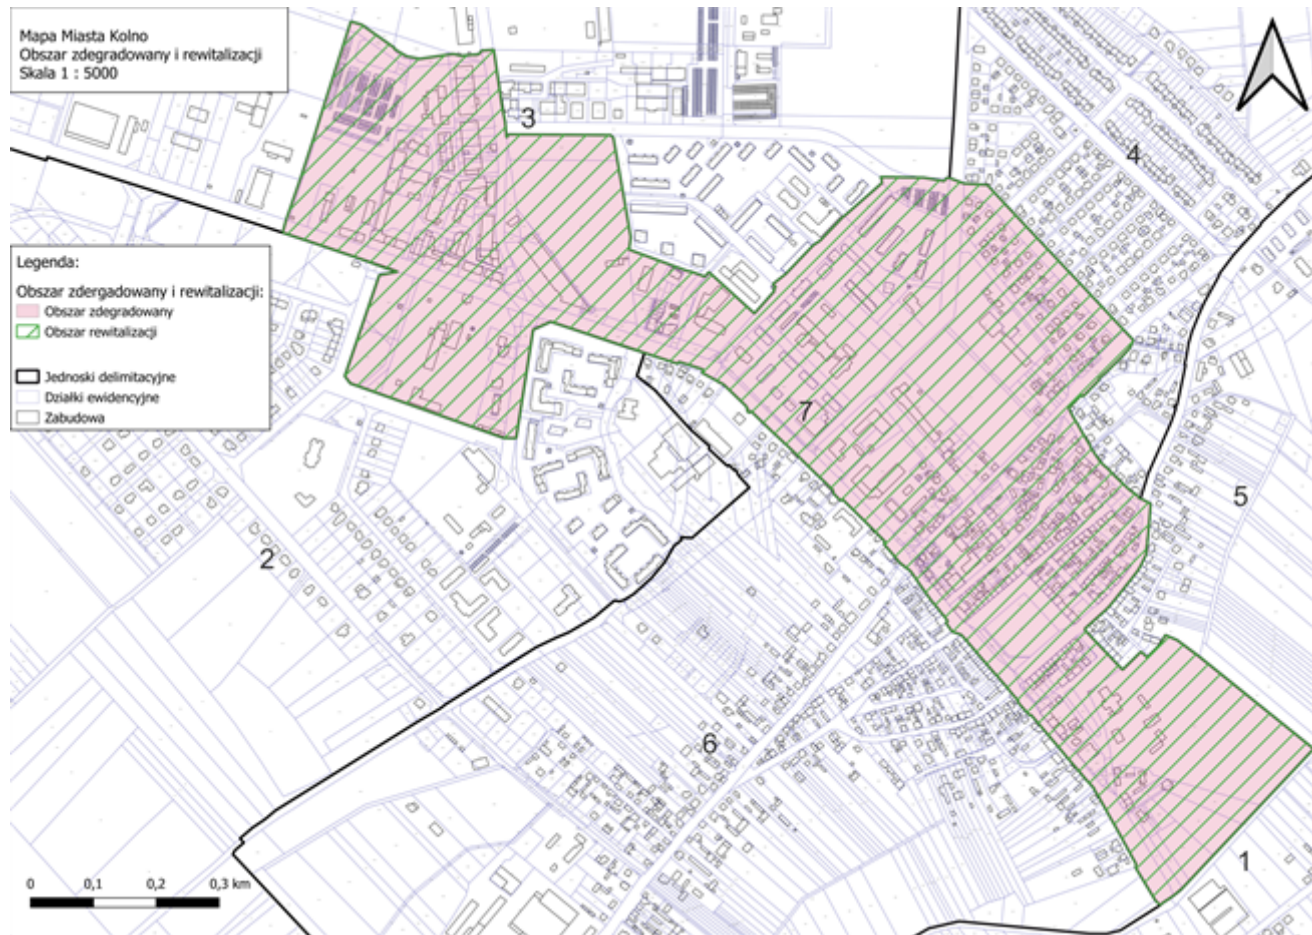 Mapa Miasta Kolno
Obszar zdegradowany i rewitalizacji
Skala 1 : 5000
3
4
Legenda:
Obszar zdergadowany i rewitalizacji:
Obszar zdegradowany
Obszar rewitalizacji
Jednoski delimitacyjne
Działki ewidencyjne
Zabudowa
7
5
2
6
1
0 0,1 0,2 0,3 km